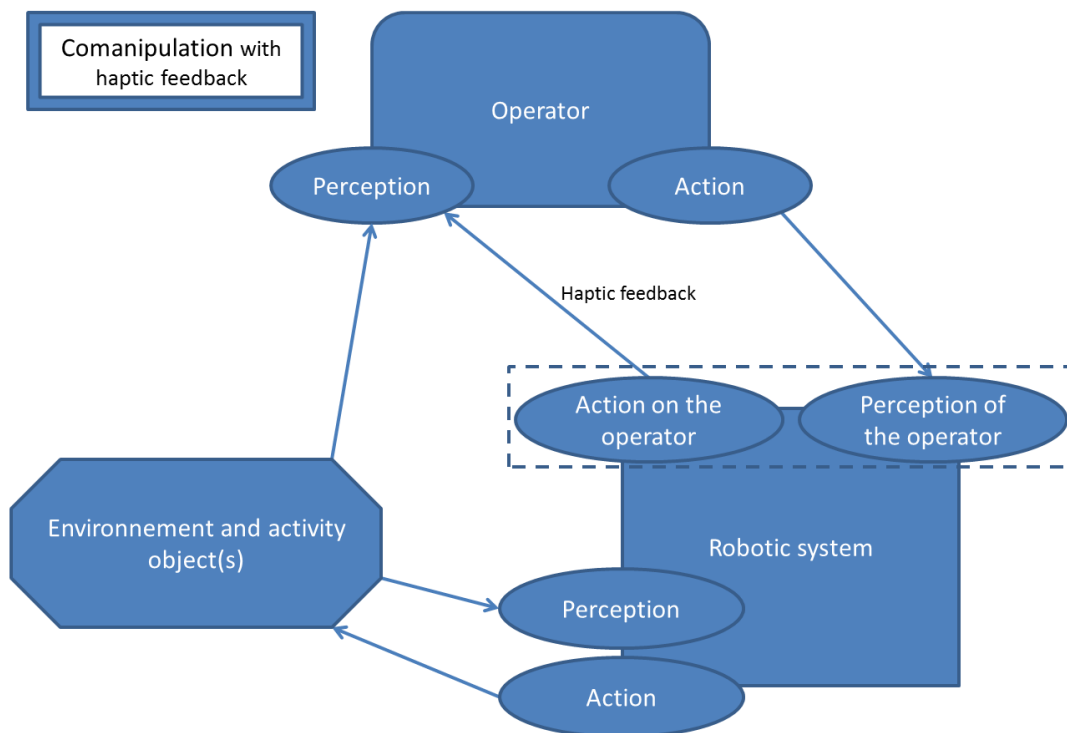 Comanipulation with
haptic feedback
Operator
Perception
Action
Haptic feedback
Action on the
operator
Perception of
the operator
Environnement and activity
object(s)
Robotic system
Perception
Action